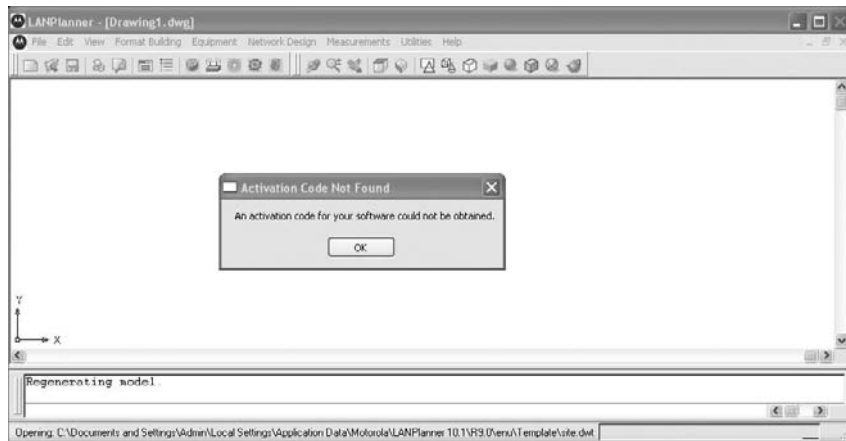 LANPlanner - [Drawing1.dwg]
File Edit View Format Building Equipment Network Design Measurements Utilities Help
Activation Code Not Found
An activation code for your software could not be obtained.
OK
Y
X
Regenerating model.
Opening: C:\Documents and Settings\Admin\Local Settings\Application Data\Motorola\LANPlanner 10.1\R9.0\enu\Template\site.dwt